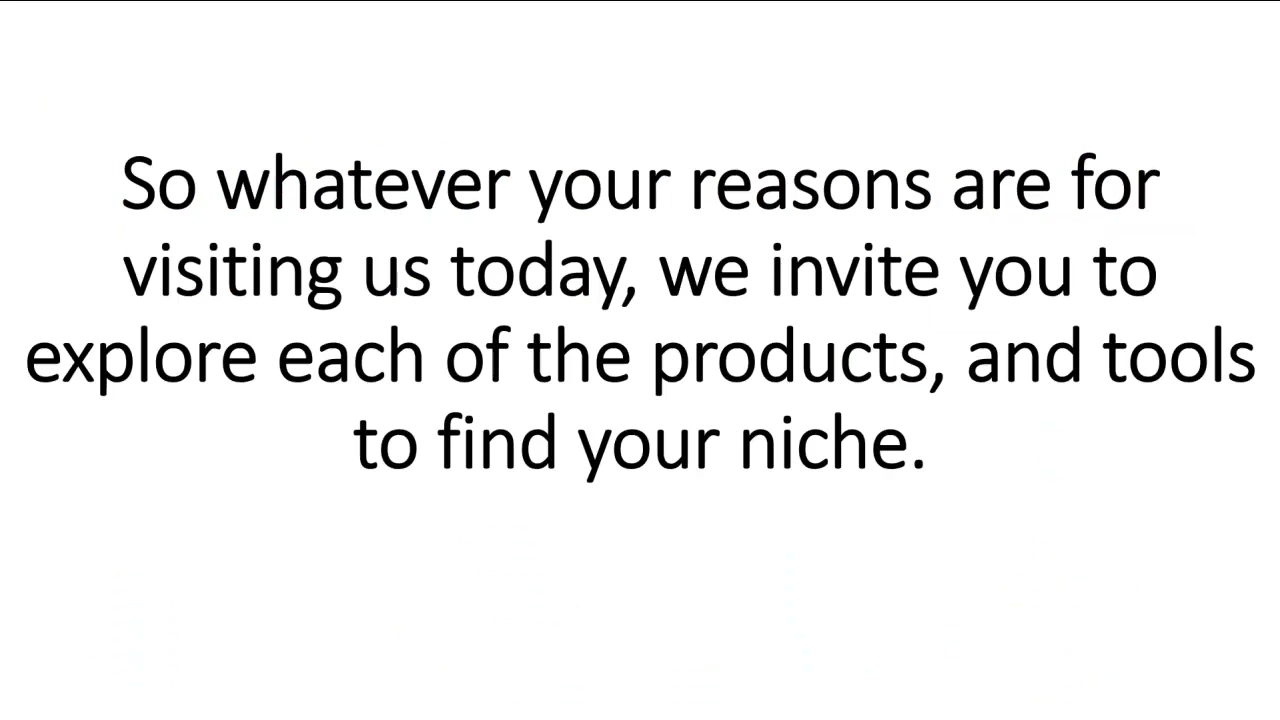 So whatever your reasons are for
visiting us today, we invite you to
explore each of the products, and tools
to find your niche.